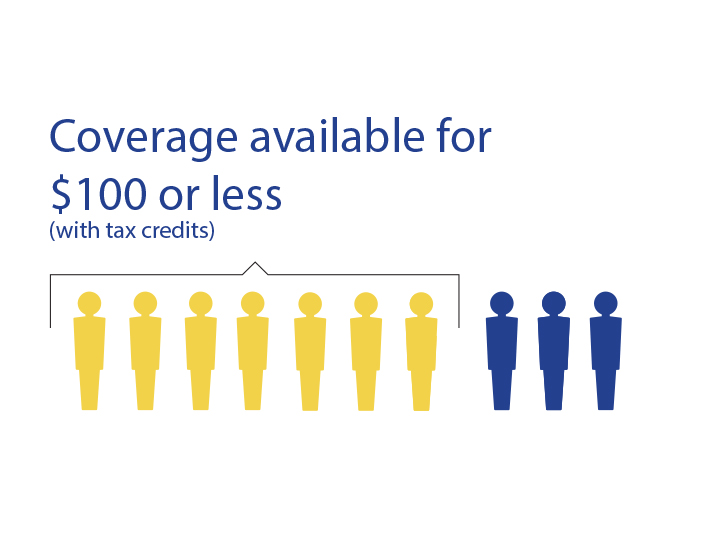 Coverage available for
$100 or less
(with tax credits)